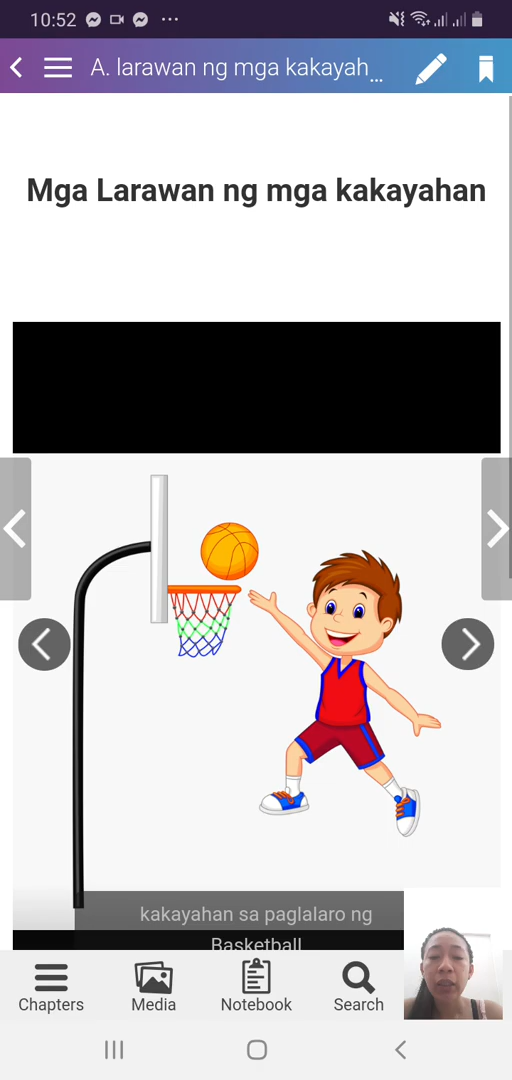 10:52
A. larawan ng mga kakayah...
Mga Larawan ng mga kakayahan
kakayahan sa paglalaro ng
Basketball
Chapters
Media
Notebook
Search